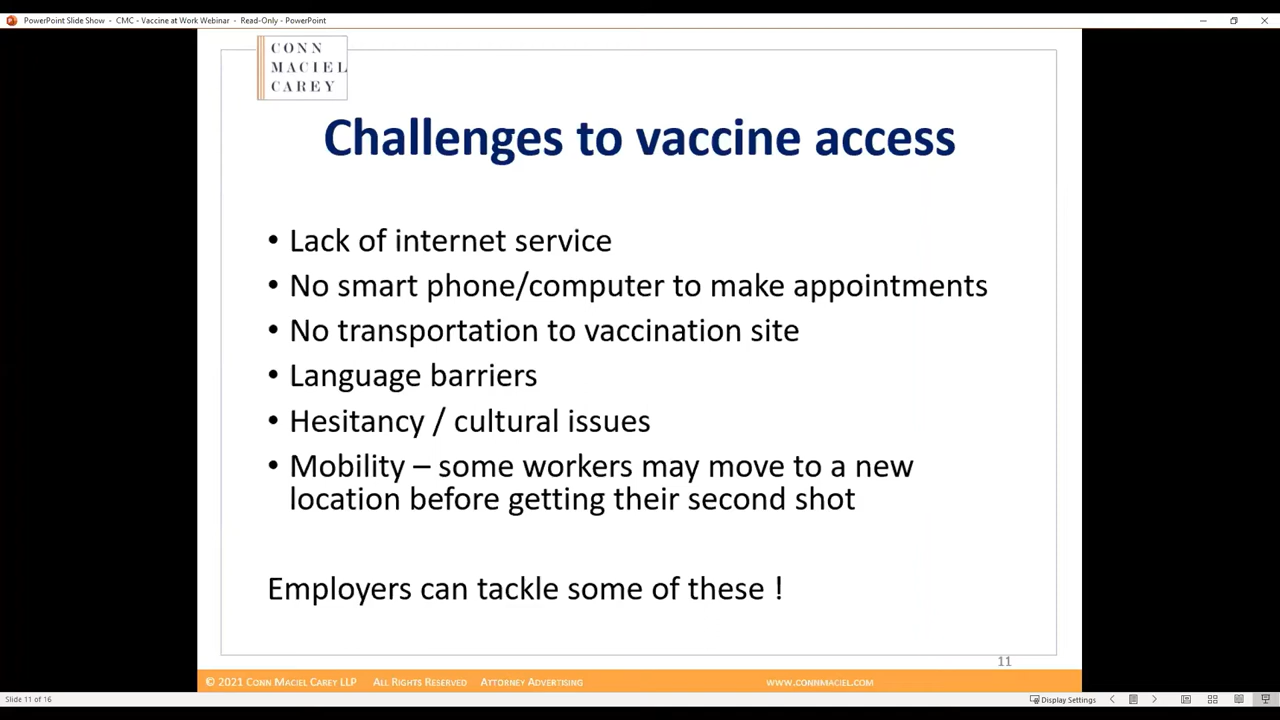 PowerPoint Slide Show - CMC - Vaccine at Work Webinar - Read-Only - PowerPoint
CONN
MACIEL
CAREY
Challenges to vaccine access
• Lack of internet service
• No smart phone/computer to make appointments
• No transportation to vaccination site
• Language barriers
• Hesitancy / cultural issues
• Mobility – some workers may move to a new
location before getting their second shot
Employers can tackle some of these !
11
© 2021 CONN MACIEL CAREY LLP ALL RIGHTS RESERVED ATTORNEY ADVERTISING WWW.CONNMACIEL.COM
Slide 11 of 16 Display Settings